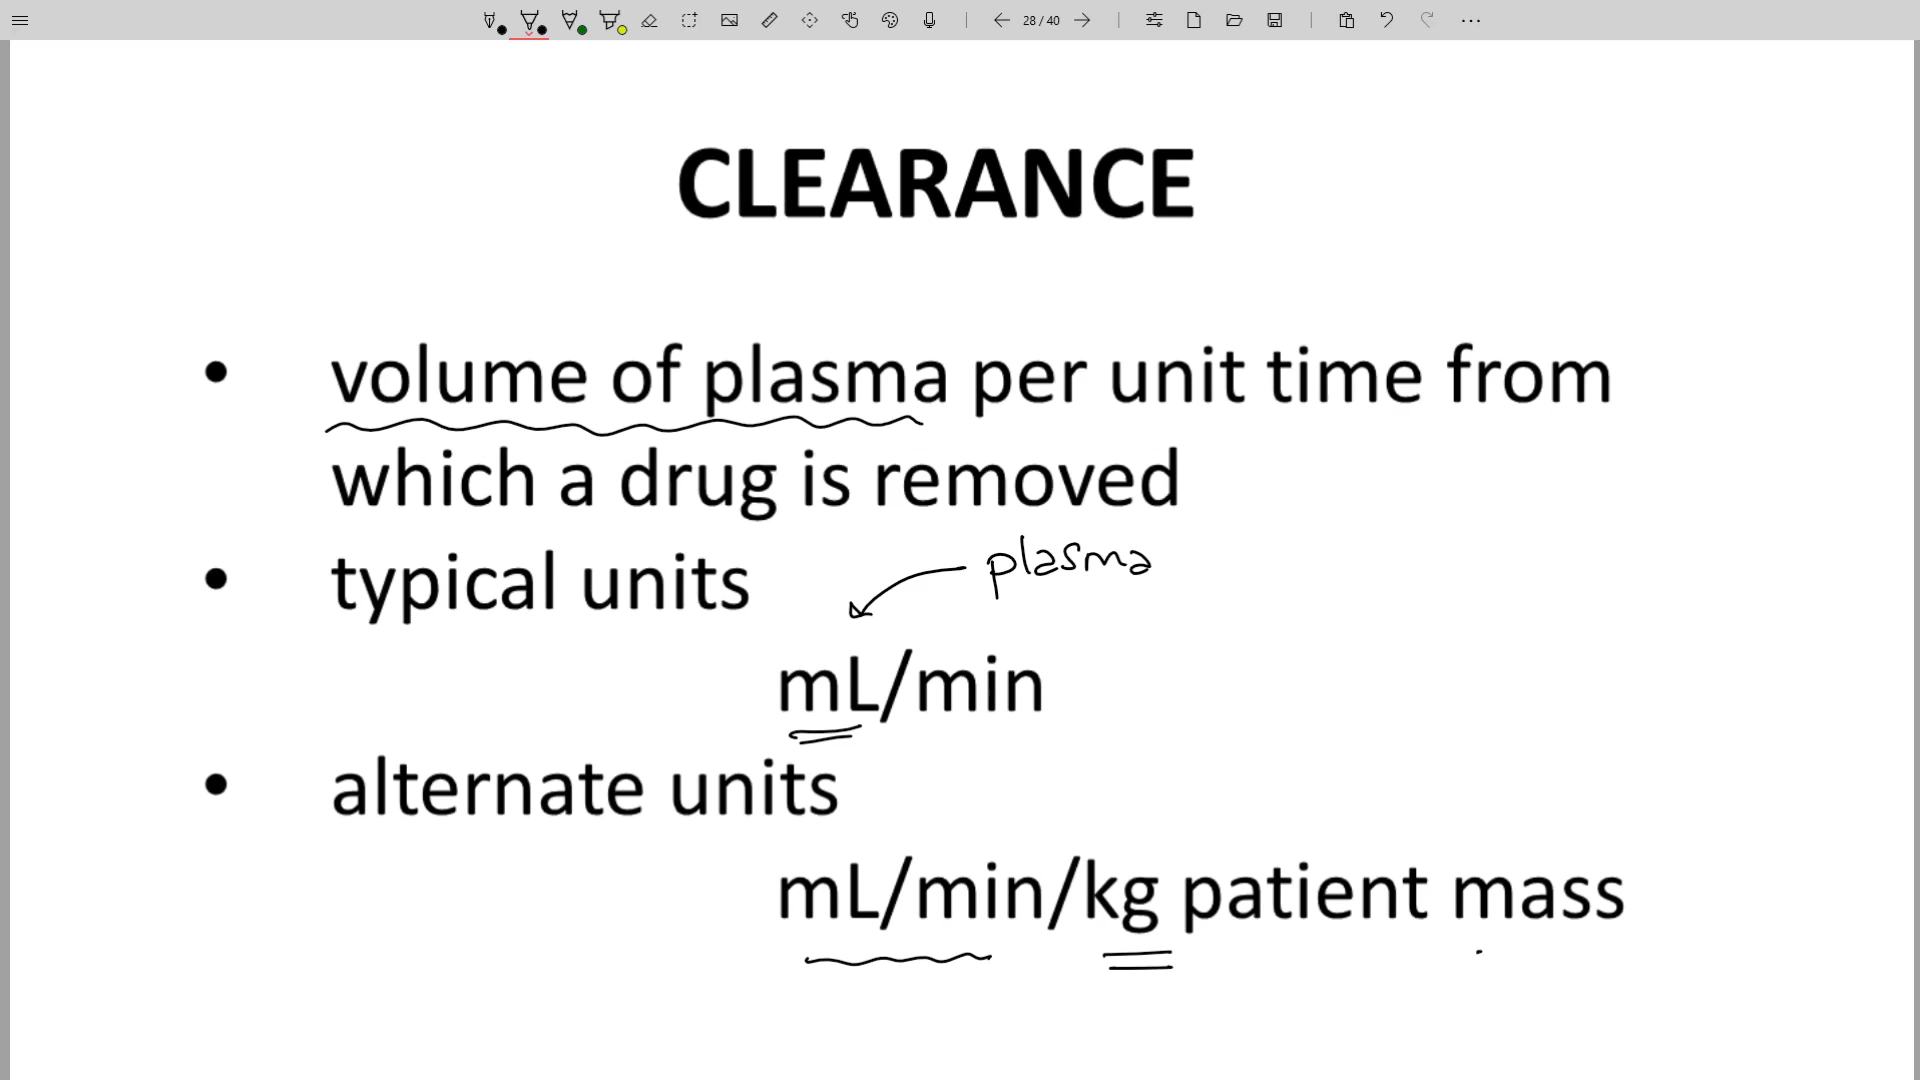 28 / 40
CLEARANCE
• volume of plasma per unit time from
which a drug is removed
plasma
• typical units
mL/min
• alternate units
mL/min/kg patient mass